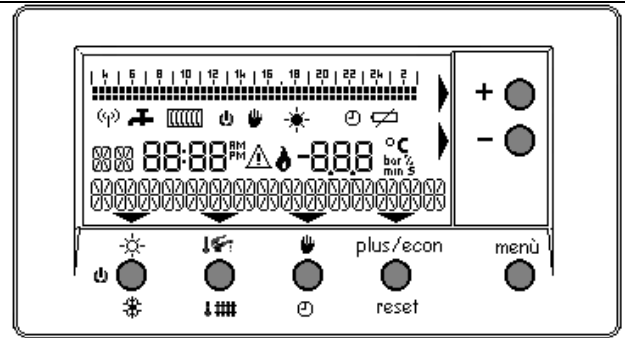 4 6 8 10 12 14 16 18 20 22 24 2
+
88:88 AM PM -8.8.8 °C bar % min s
-
plus/econ menù
reset